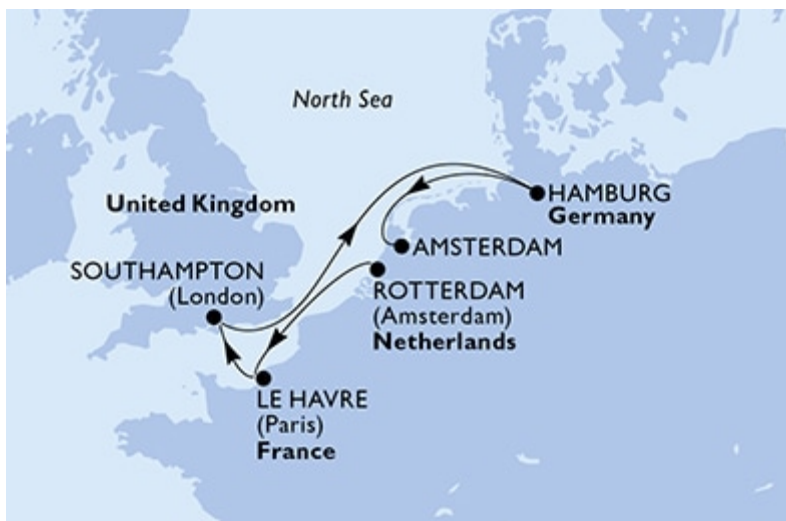 North Sea
United Kingdom
HAMBURG
Germany
AMSTERDAM
SOUTHAMPTON
(London)
ROTTERDAM
(Amsterdam)
Netherlands
LE HAVRE
(Paris)
France